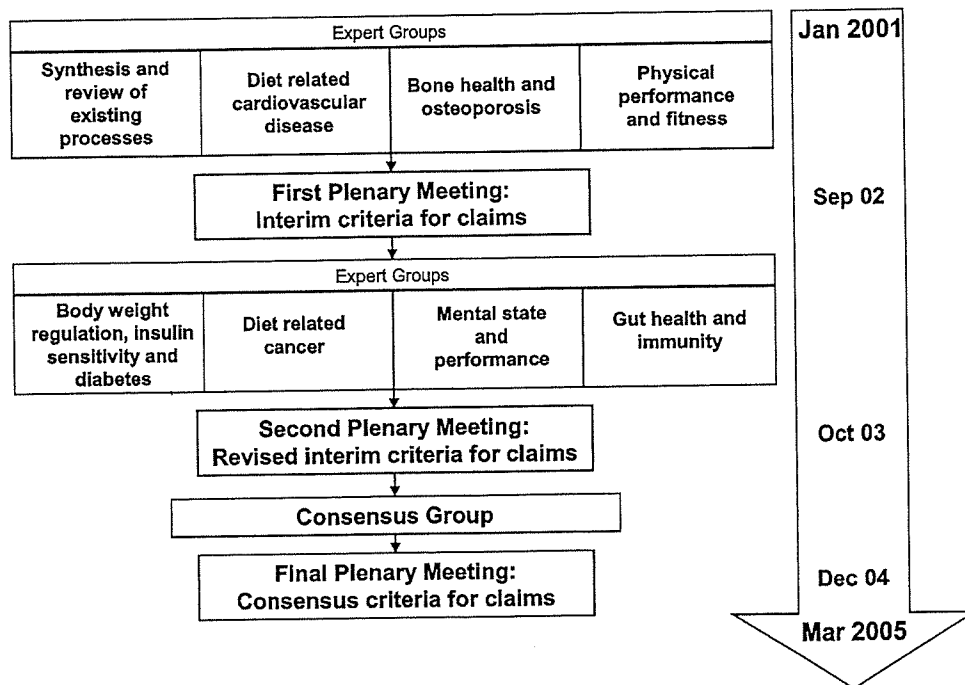 Expert Groups
Synthesis and
review of
existing
processes
Diet related
cardiovascular
disease
Bone health and
osteoporosis
Physical
performance
and fitness
First Plenary Meeting:
Interim criteria for claims
Expert Groups
Body weight
regulation, insulin
sensitivity and
diabetes
Diet related
cancer
Mental state
and
performance
Gut health and
immunity
Second Plenary Meeting:
Revised interim criteria for claims
Consensus Group
Final Plenary Meeting:
Consensus criteria for claims
Jan 2001
Sep 02
Oct 03
Dec 04
Mar 2005